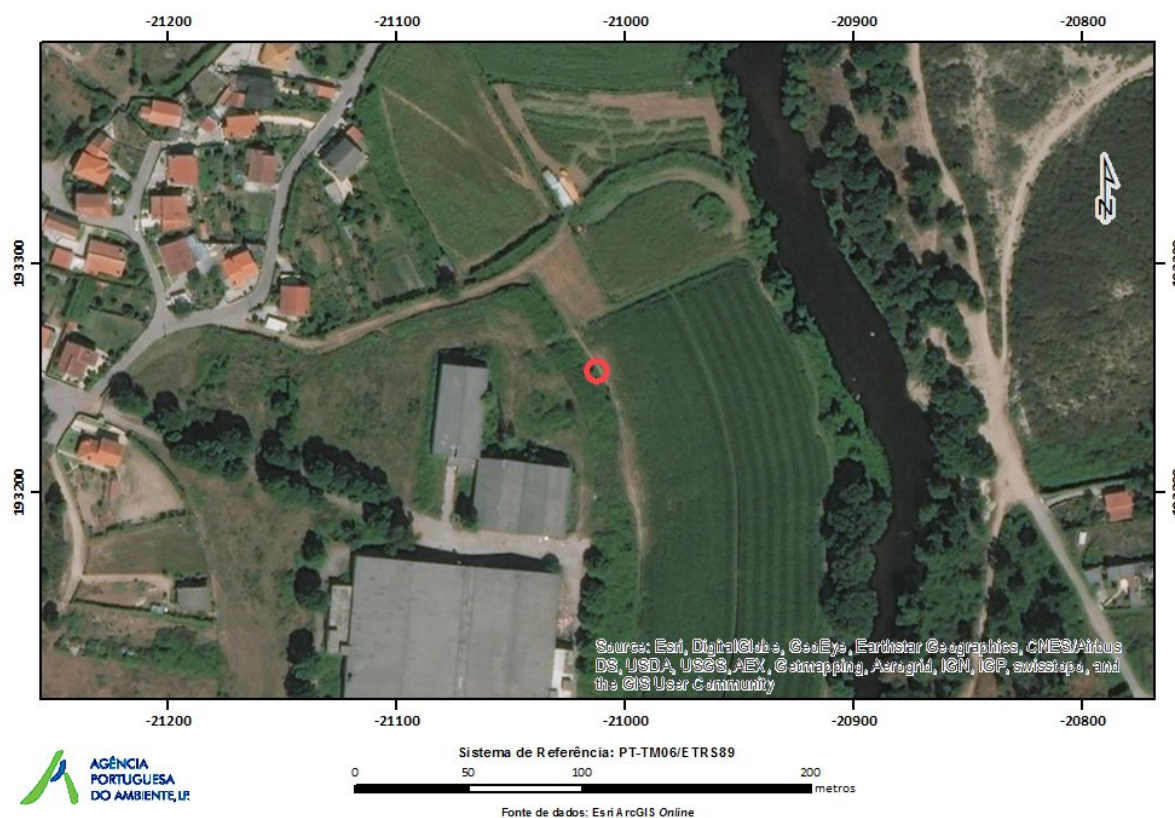 -21200 -21100 -21000 -20900 -20800
193300
193200
N
Source: Esri, DigitalGlobe, GeoEye, Earthstar Geographics, CNES/Airbus
DS, USDA, USGS, AEX, Getmapping, Aerogrid, IGN, IGP, swisstopo, and
the GIS User Community
-21200 -21100 -21000 -20900 -20800
AGÊNCIA
PORTUGUESA
DO AMBIENTE, I.P.
Sistema de Referência: PT-TM06/ETRS89
0 50 100 200
metros
Fonte de dados: Esri ArcGIS Online